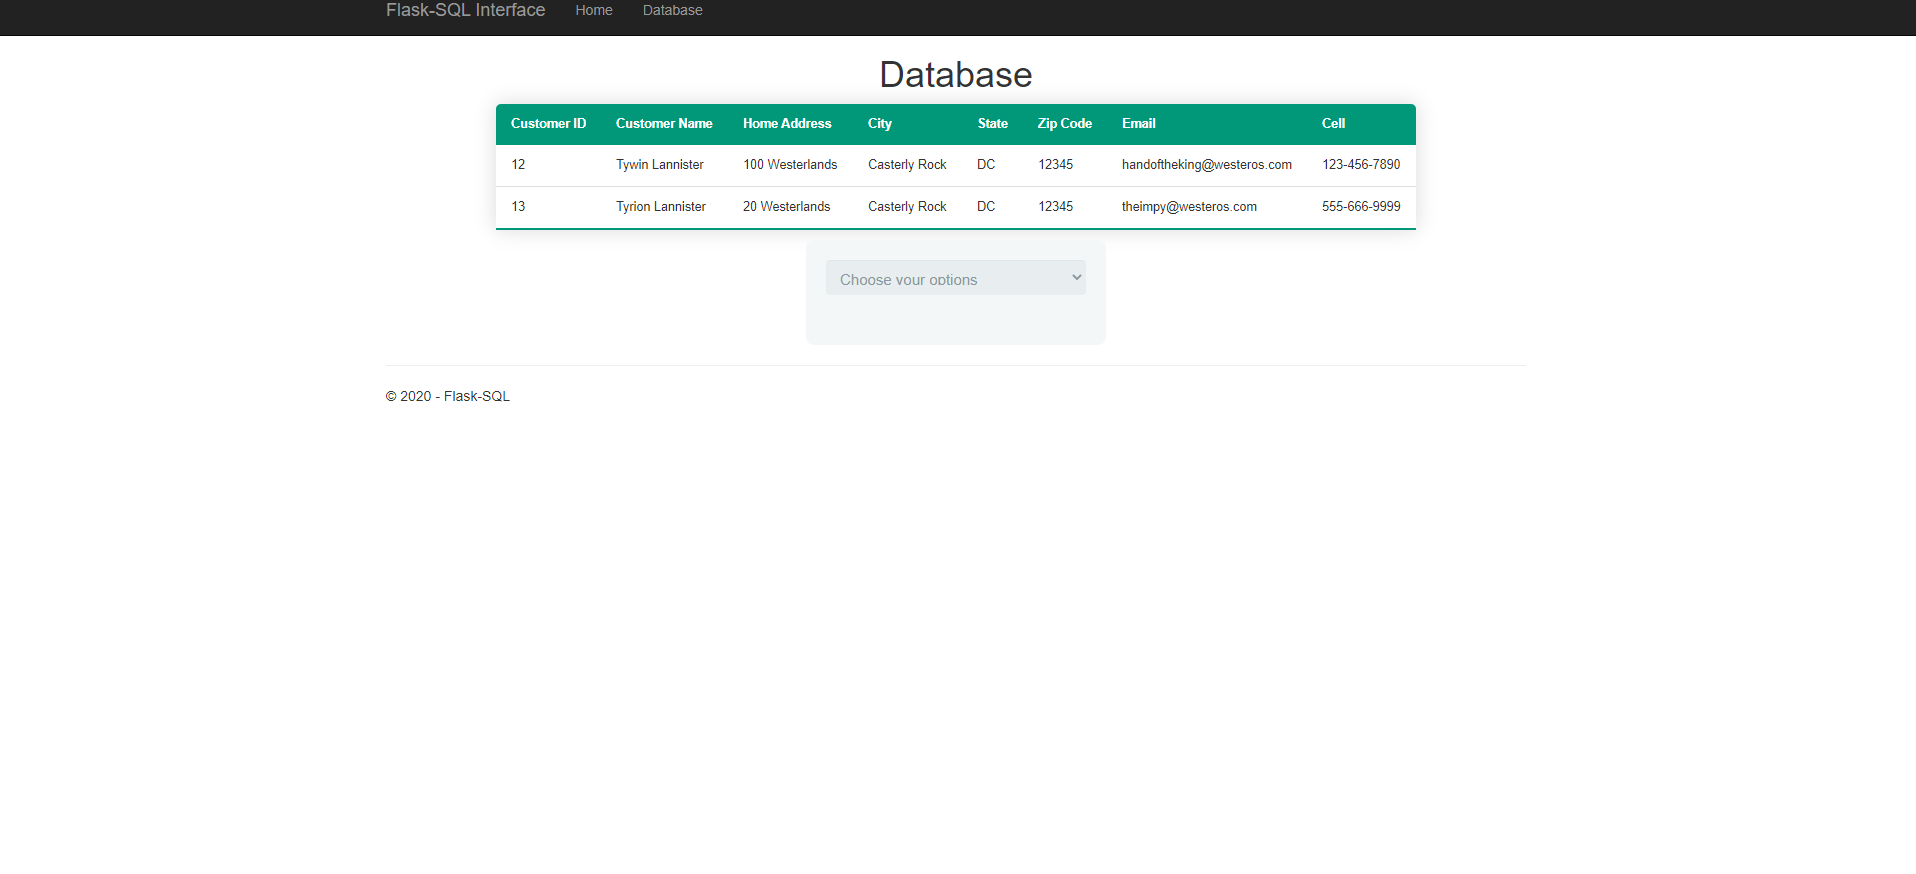 Flask-SQL Interface Home Database
Database
Customer ID Customer Name Home Address City State Zip Code Email Cell
12 Tywin Lannister 100 Westerlands Casterly Rock DC 12345 handoftheking@westeros.com 123-456-7890
13 Tyrion Lannister 20 Westerlands Casterly Rock DC 12345 theimpy@westeros.com 555-666-9999
Choose your options
© 2020 - Flask-SQL